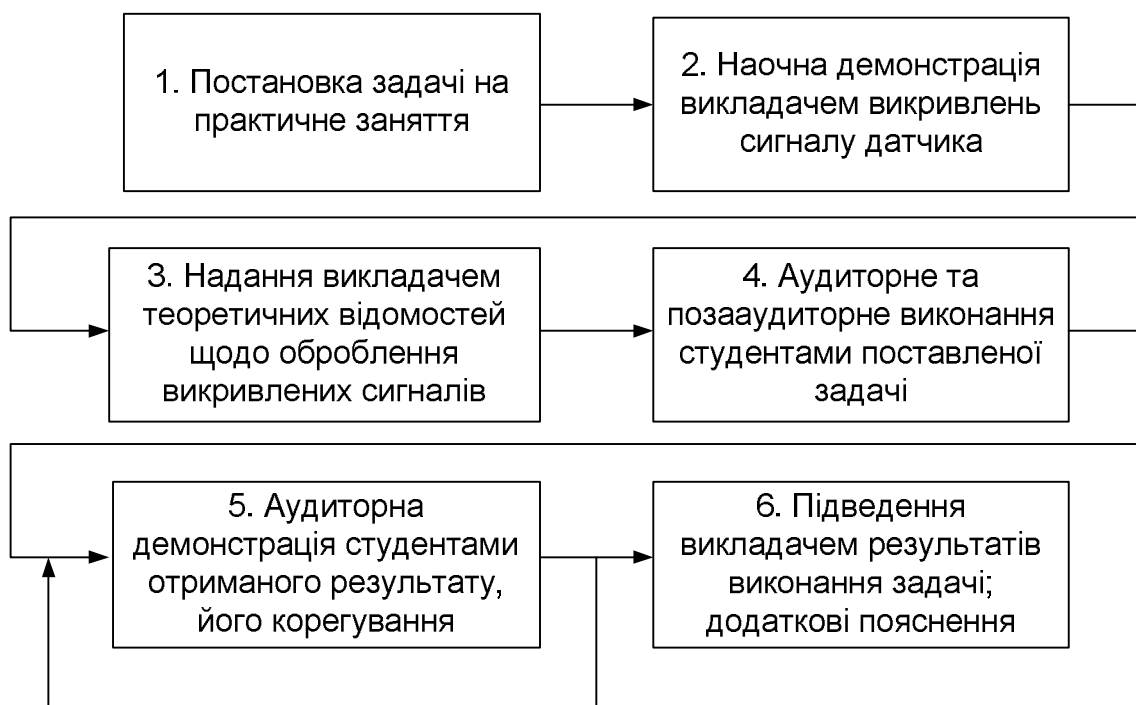 1. Постановка задачі на
практичне заняття
2. Наочна демонстрація
викладачем викривлень
сигналу датчика
3. Надання викладачем
теоретичних відомостей
щодо оброблення
викривлених сигналів
4. Аудиторне та
позааудиторне виконання
студентами поставленої
задачі
5. Аудиторна
демонстрація студентами
отриманого результату,
його корегування
6. Підведення
викладачем результатів
виконання задачі;
додаткові пояснення